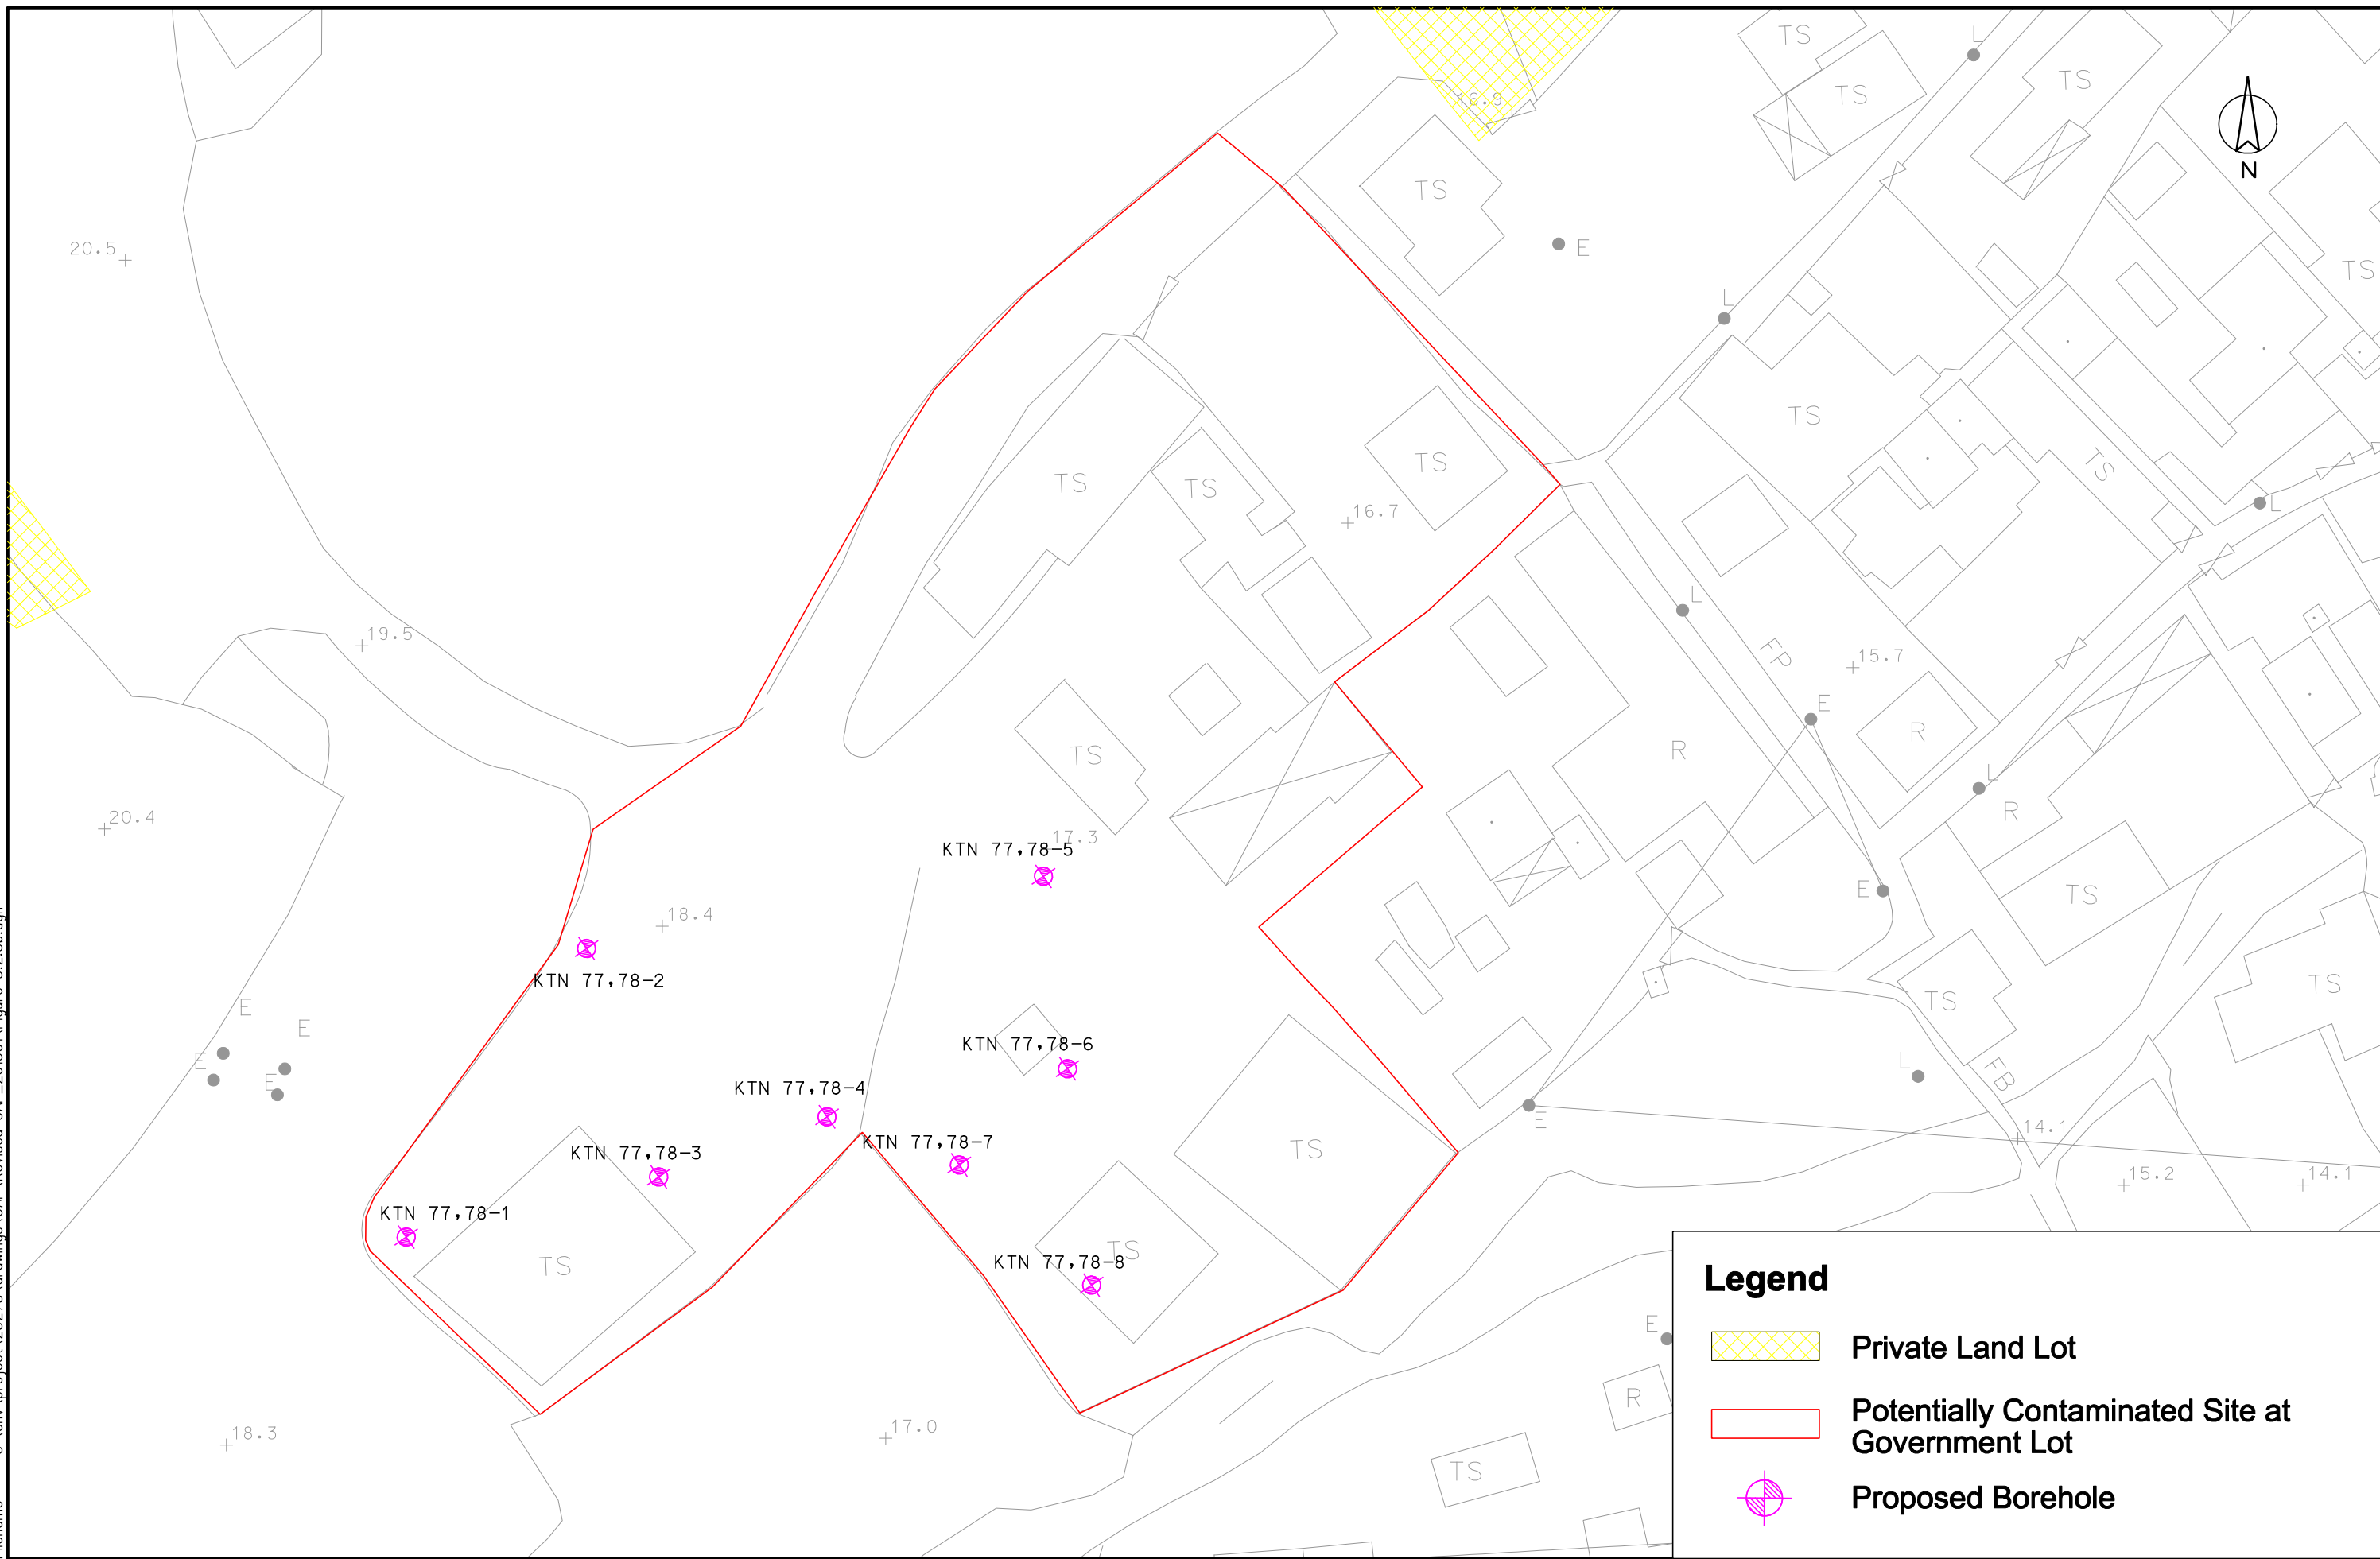 TS
L
TS
TS
16.9
TS
N
E
20.5
TS
L
TS
TS
TS
TS
TS
TS
L
16.7
L
19.5
FP
15.7
E
R
R
TS
L
R
20.4
17.3
KTN 77,78-5
E
TS
18.4
KTN 77,78-2
TS
TS
E
E
E
E
KTN 77,78-6
FB
L
KTN 77,78-4
E
14.1
KTN 77,78-7
KTN 77,78-3
TS
15.2
14.1
KTN 77,78-1
TS
TS
KTN 77,78-8
E
R
18.3
17.0
TS
Legend
Private Land Lot
Potentially Contaminated Site at
Government Lot
Proposed Borehole